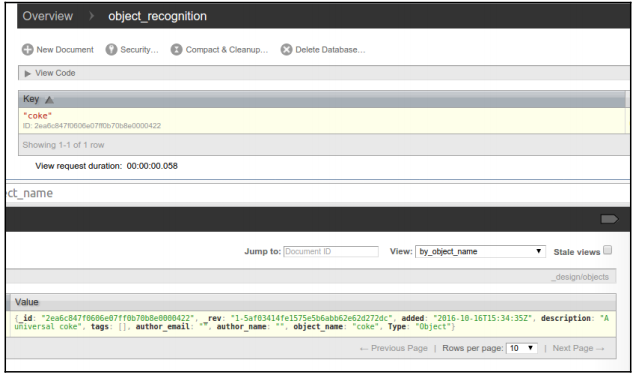 Overview > object_recognition
New Document Security... Compact & Cleanup... Delete Database...
View Code
Key
"coke"
ID: 2ea6c847f0606e07ff0b70b8e0000422
Showing 1-1 of 1 row
View request duration: 00:00:00.058
ct_name
Jump to: Document ID View: by_object_name Stale views
_design/objects
Value
{_id: "2ea6c847f0606e07ff0b70b8e0000422", _rev: "1-5af03414fe1575e5b6abb62e62d272dc", added: "2016-10-16T15:34:35Z", description: "A
universal coke", tags: [], author_email: "", author_name: "", object_name: "coke", Type: "Object"}
← Previous Page | Rows per page: 10 | Next Page →